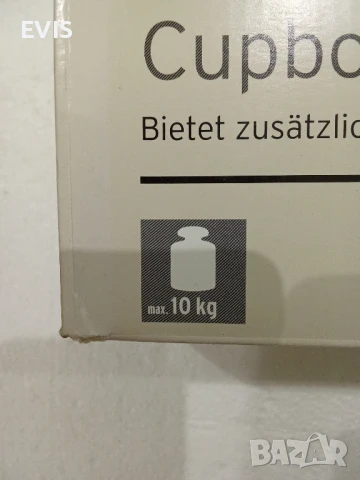 EVIS
Cupbo
Bietet zusätzlic
max. 10 kg
BAZAR